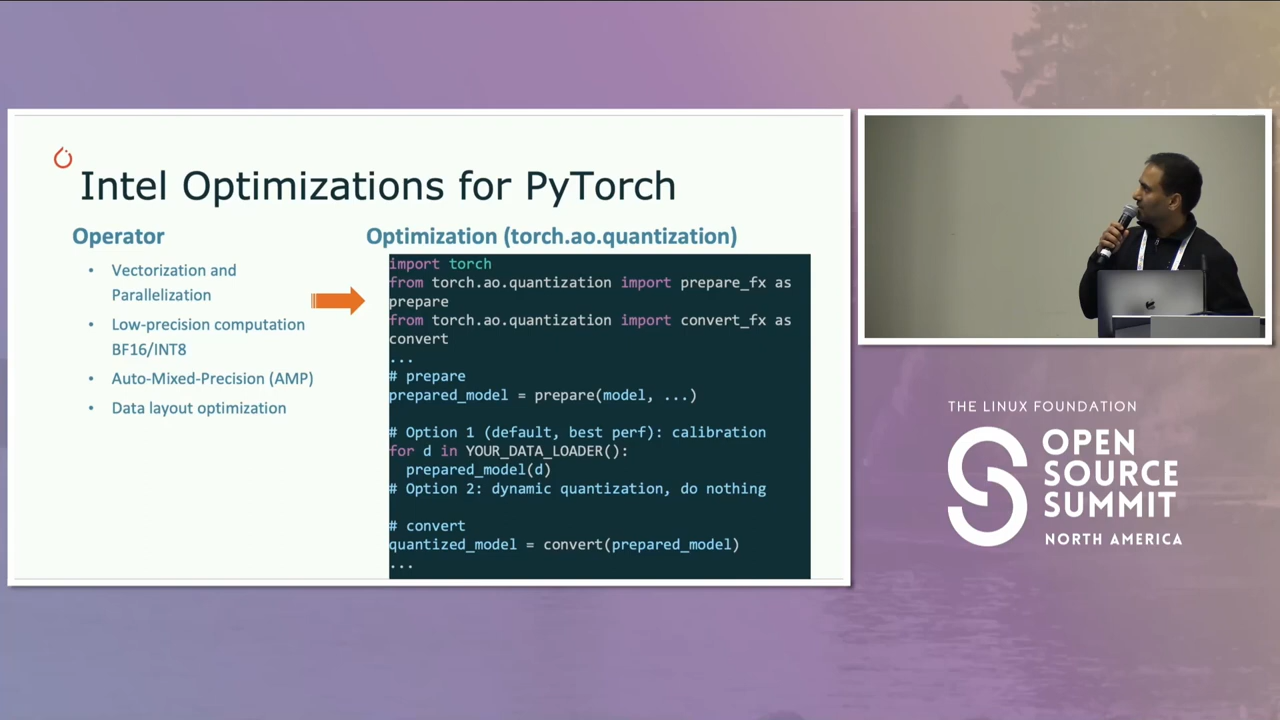 Intel Optimizations for PyTorch
Operator
• Vectorization and
Parallelization
• Low-precision computation
BF16/INT8
• Auto-Mixed-Precision (AMP)
• Data layout optimization
Optimization (torch.ao.quantization)
import torch
from torch.ao.quantization import prepare_fx as
prepare
from torch.ao.quantization import convert_fx as
convert
...
# prepare
prepared_model = prepare(model, ...)

# Option 1 (default, best perf): calibration
for d in YOUR_DATA_LOADER():
  prepared_model(d)
# Option 2: dynamic quantization, do nothing

# convert
quantized_model = convert(prepared_model)
...
THE LINUX FOUNDATION
OPEN
SOURCE
SUMMIT
NORTH AMERICA